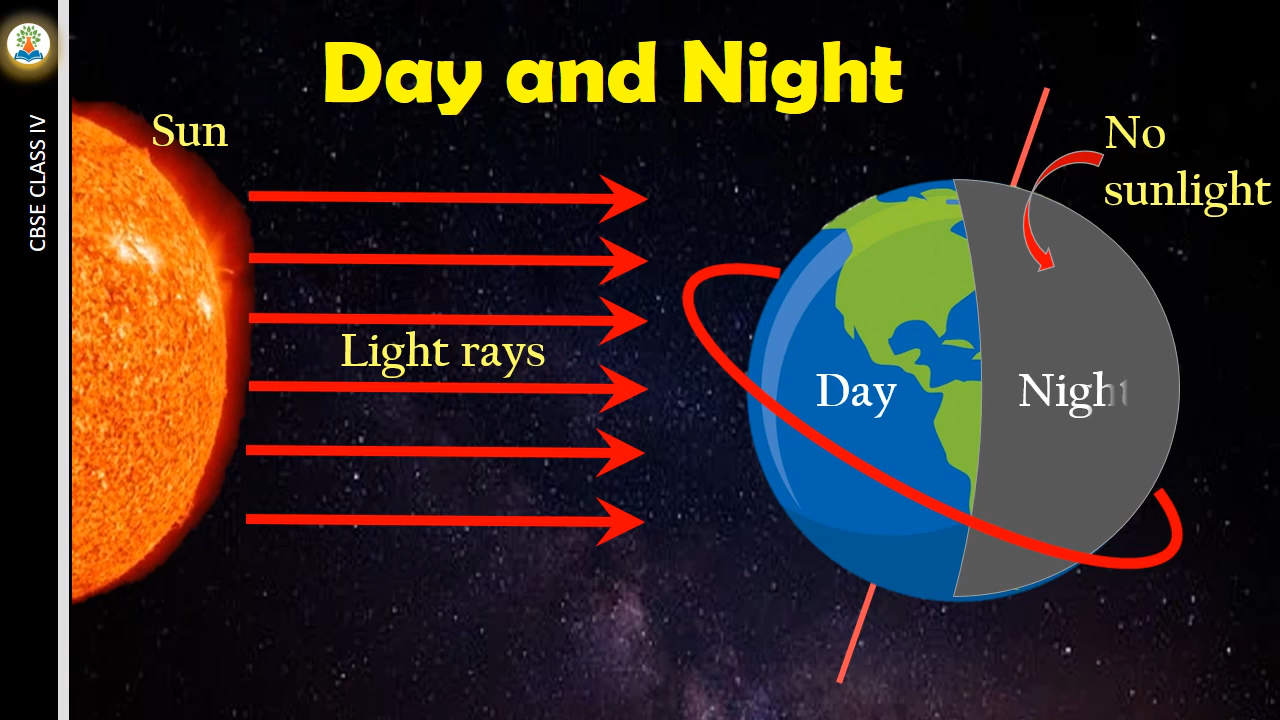 Day and Night
CBSE CLASS IV
Sun
No
sunlight
Light rays
Day
Night